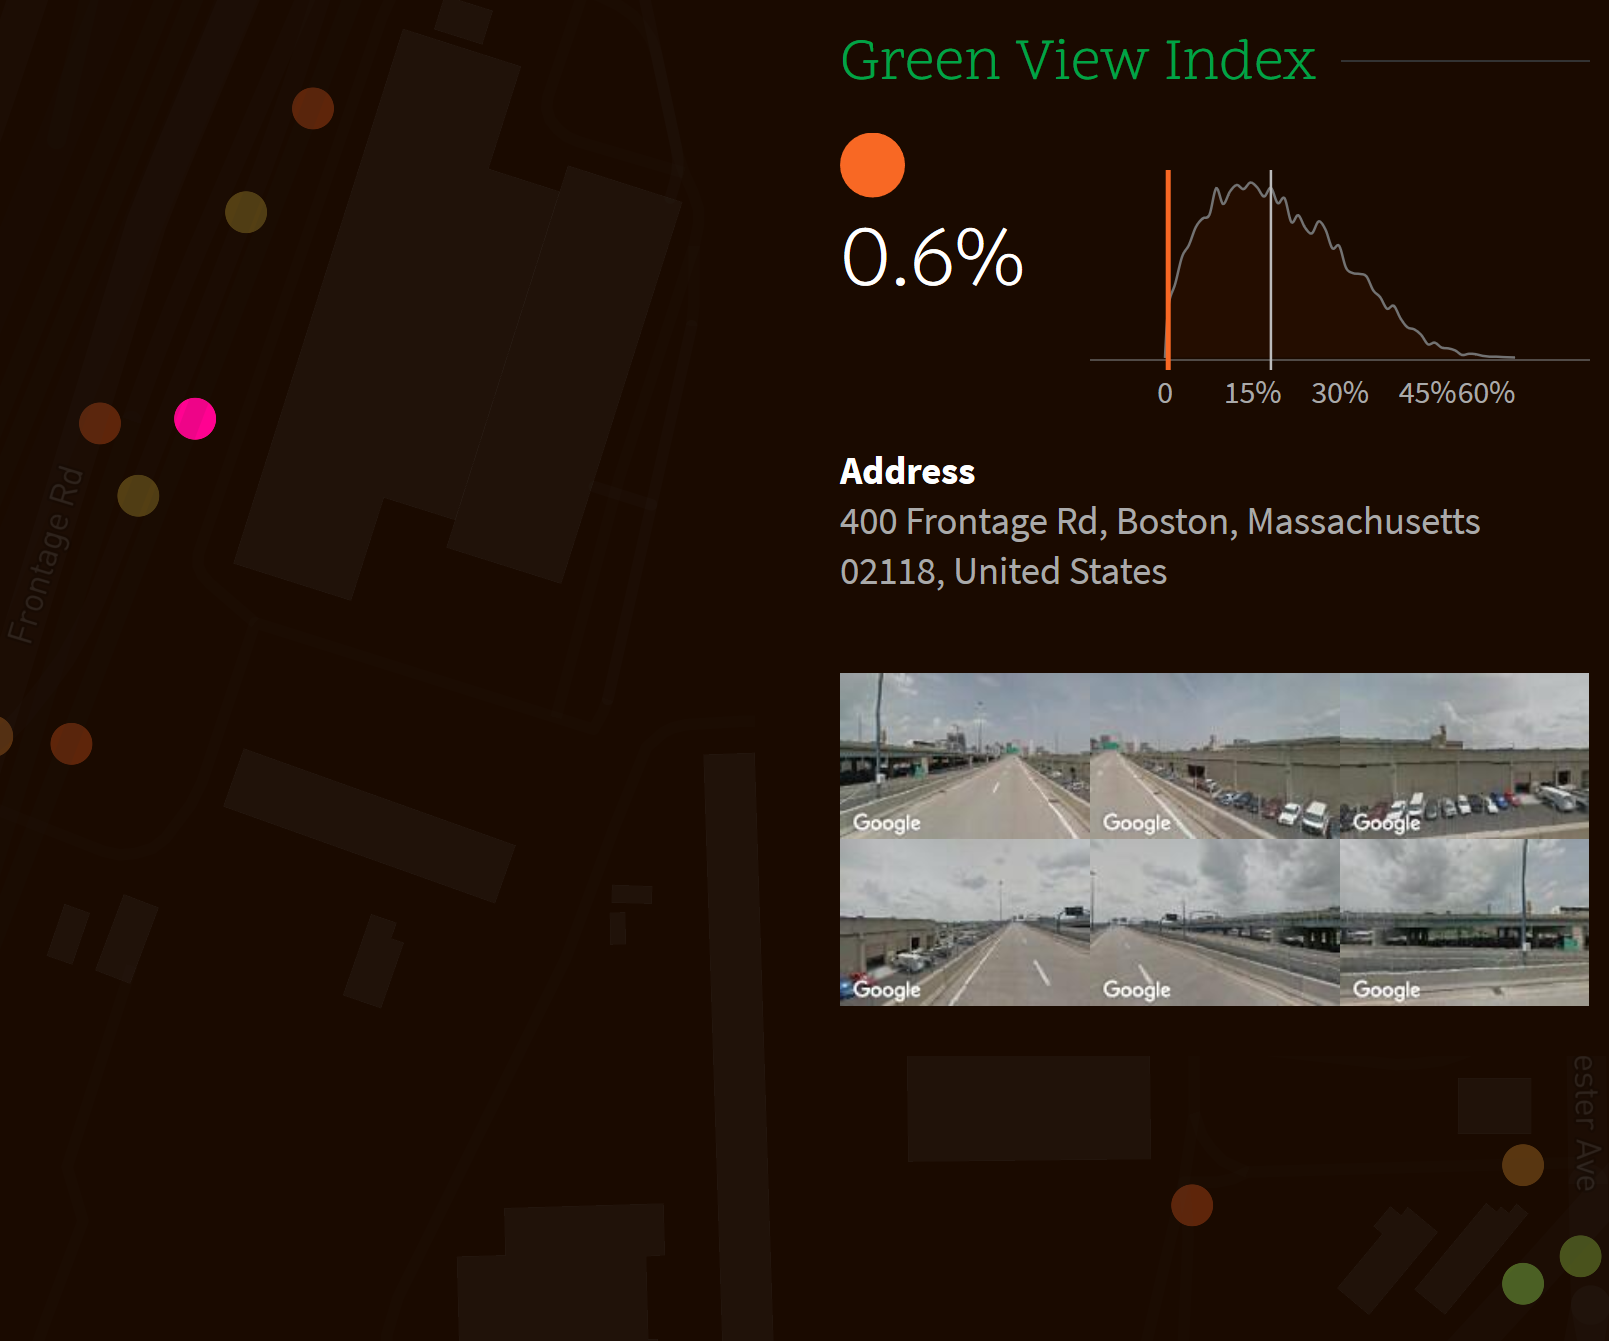 Green View Index
0.6%
0 15% 30% 45% 60%
Address
400 Frontage Rd, Boston, Massachusetts
02118, United States
Google Google Google
Google Google Google
Frontage Rd
ester Ave